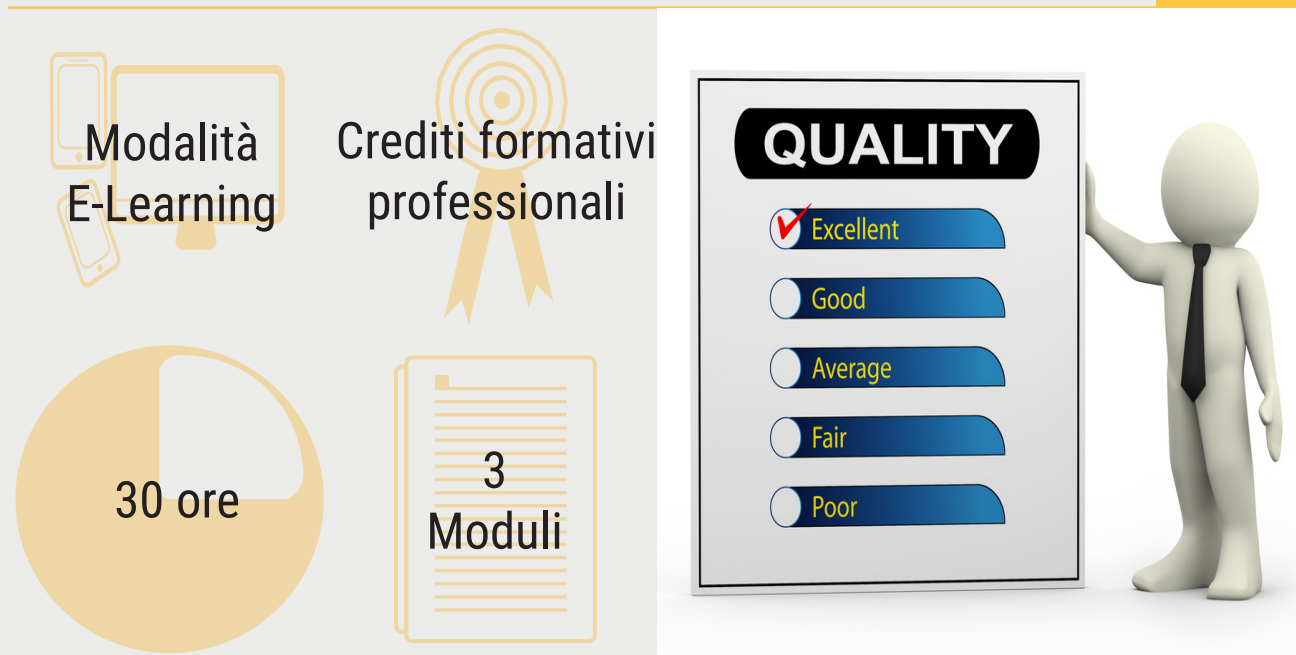 Modalità
E-Learning
Crediti formativi
professionali
30 ore
3
Moduli
QUALITY
Excellent
Good
Average
Fair
Poor